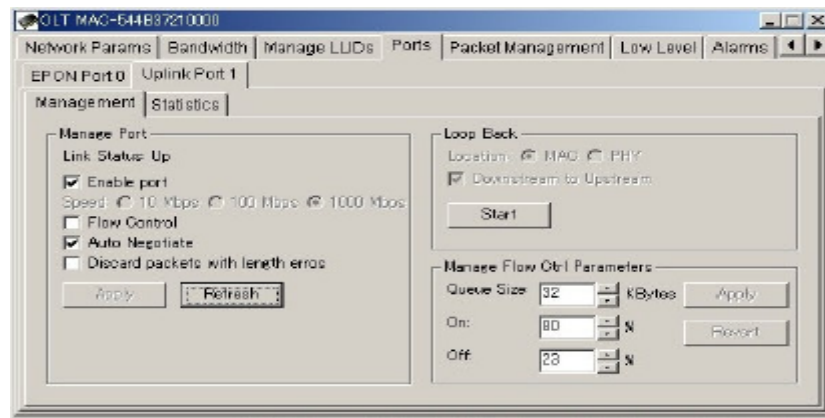 OLT MAC-544B37210000
Network Params Bandwidth Manage LUDs Ports Packet Management Low Level Alarms
EPON Port 0 Uplink Port 1
Management Statistics
Manage Port
Link Status: Up
Enable port
Speed: 10 Mbps 100 Mbps 1000 Mbps
Flow Control
Auto Negotiate
Discard packets with length erros
Apply Refresh
Loop Back
Location: MAC PHY
Downstream to Upstream
Start
Manage Flow Ctrl Parameters
Queue Size: 32 KBytes Apply
On: 80 % Revert
Off: 23 %